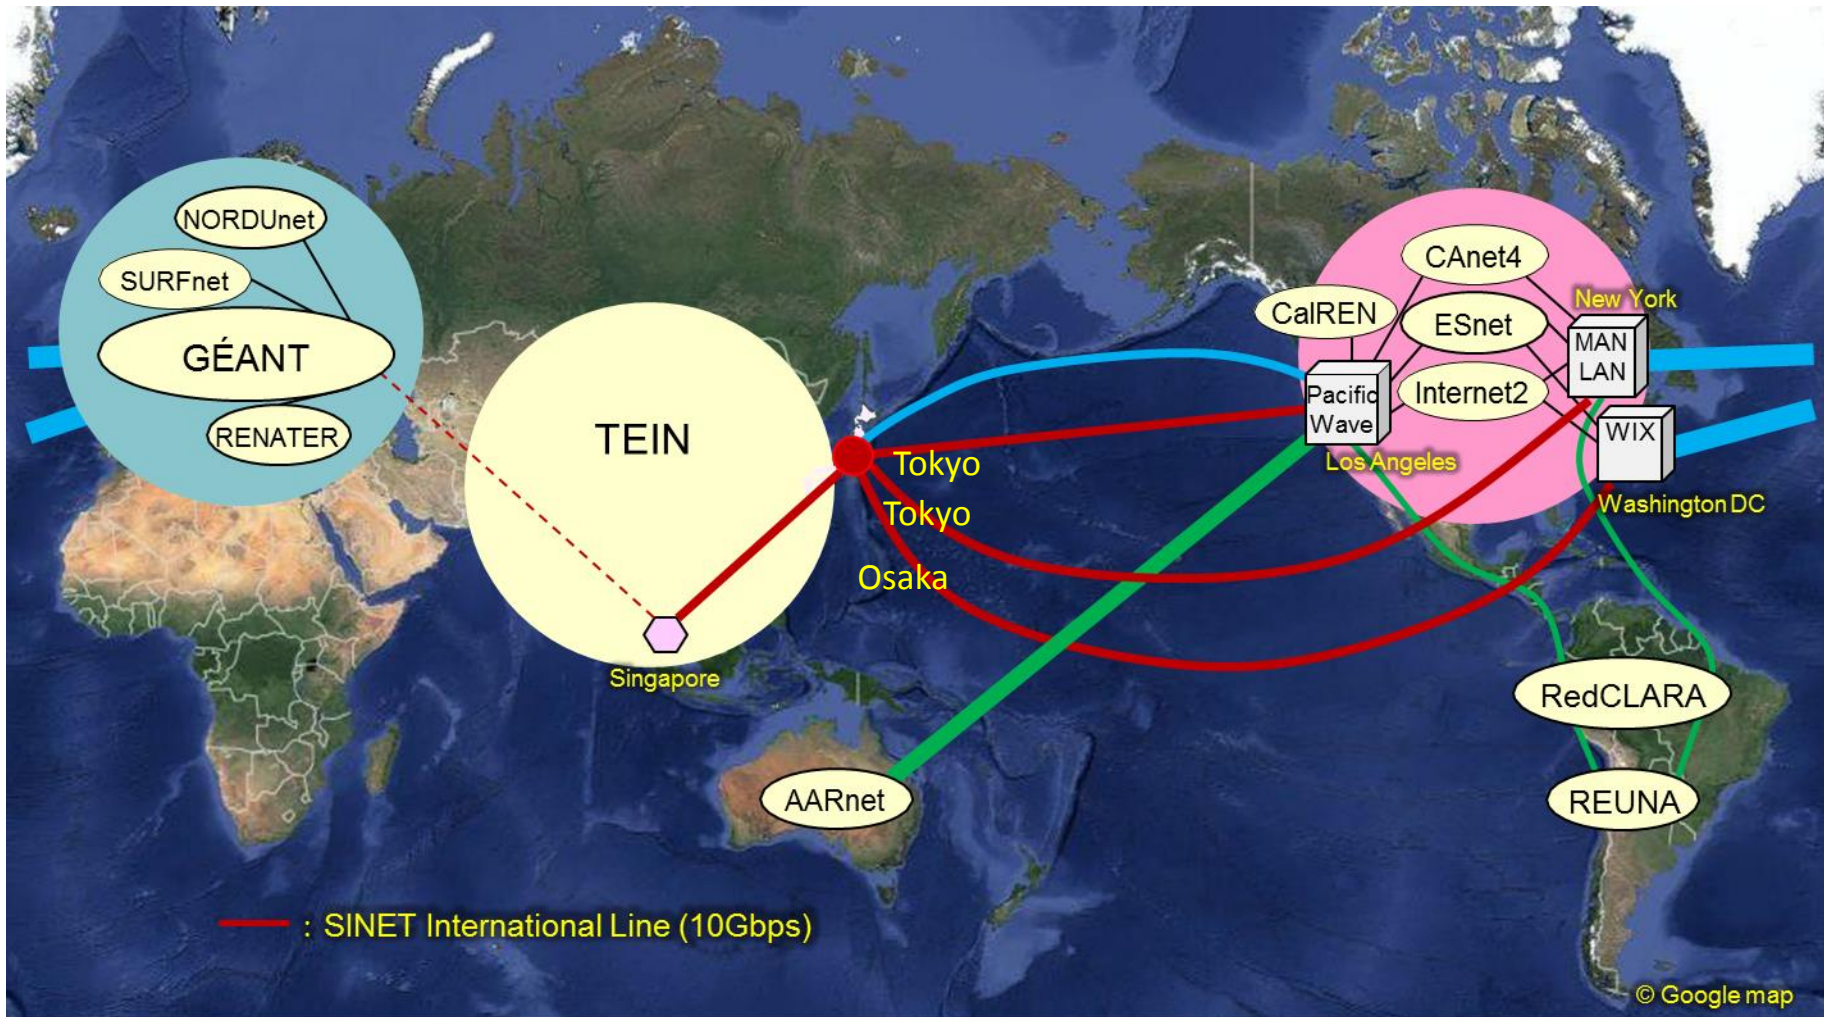 NORDUnet
SURFnet
GÉANT
RENATER
TEIN
Singapore
Tokyo
Tokyo
Osaka
AARnet
CAnet4
CalREN
ESnet
Internet2
New York
MAN
LAN
Pacific
Wave
WIX
Los Angeles
Washington DC
RedCLARA
REUNA
: SINET International Line (10Gbps)
© Google map